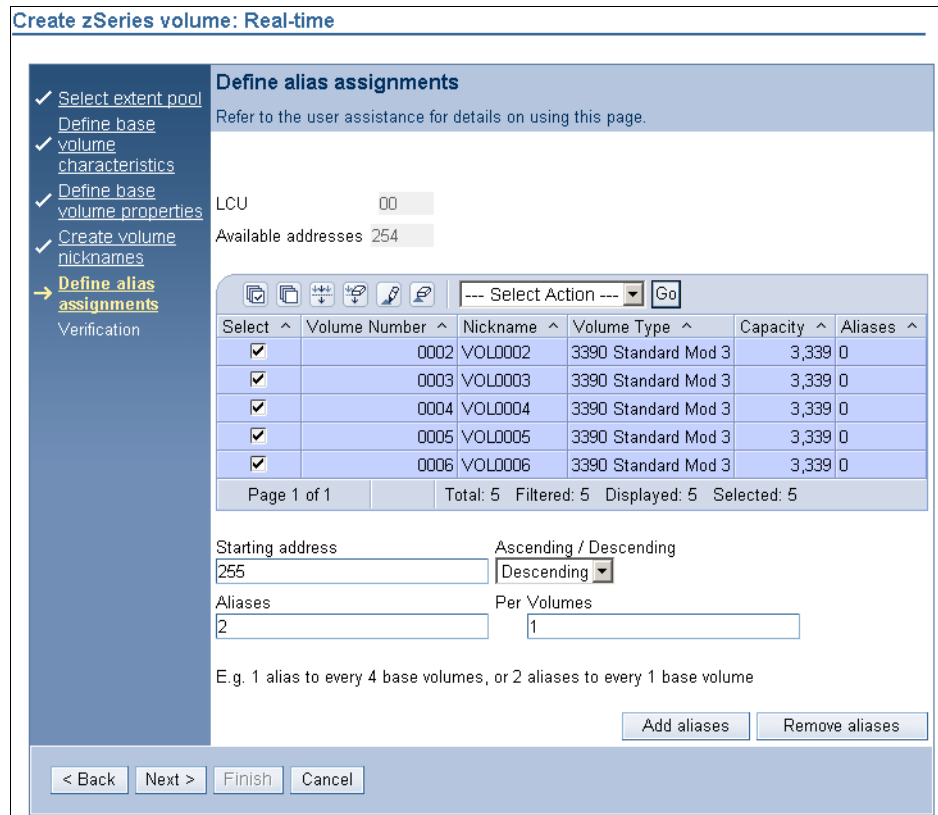 Create zSeries volume: Real-time
Select extent pool
Define base
volume
characteristics
Define base
volume properties
Create volume
nicknames
Define alias
assignments
Verification
Define alias assignments
Refer to the user assistance for details on using this page.
LCU 00
Available addresses 254
--- Select Action --- Go
Select ^ Volume Number ^ Nickname ^ Volume Type ^ Capacity ^ Aliases ^
0002 VOL0002 3390 Standard Mod 3 3,339 0
0003 VOL0003 3390 Standard Mod 3 3,339 0
0004 VOL0004 3390 Standard Mod 3 3,339 0
0005 VOL0005 3390 Standard Mod 3 3,339 0
0006 VOL0006 3390 Standard Mod 3 3,339 0
Page 1 of 1 Total: 5 Filtered: 5 Displayed: 5 Selected: 5
Starting address Ascending / Descending
255 Descending
Aliases Per Volumes
2 1
E.g. 1 alias to every 4 base volumes, or 2 aliases to every 1 base volume
Add aliases Remove aliases
< Back Next > Finish Cancel